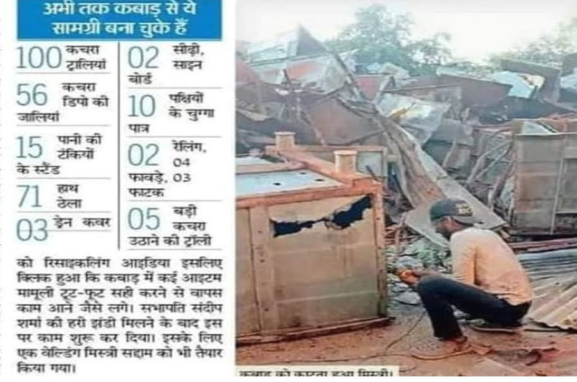 अभी तक कबाड़ से ये
सामग्री बना चुके हैं
100 कचरा
ट्रालियां
56 कचरा
डिपो की
जालियां
15 पानी की
टंकियों
के स्टैंड
71 हाथ
ठेला
03 ड्रेन कवर
02 सीढ़ी,
साइन
बोर्ड
10 पक्षियों
के चुग्गा
पात्र
02 रेलिंग,
04
फावड़े, 03
फाटक
05 बड़ी
कचरा
उठाने की ट्रॉली
को रिसाइकलिंग आइडिया इसलिए
क्लिक हुआ कि कबाड़ में कई आइटम
मामूली टूट-फूट सही करने से वापस
काम आने जैसे लगे। सभापति संदीप
शर्मा की हरी झंडी मिलने के बाद इस
पर काम शुरू कर दिया। इसके लिए
एक वेल्डिंग मिस्त्री सद्दाम को भी तैयार
किया गया।
कबाड़ को काटता हुआ मिस्त्री।